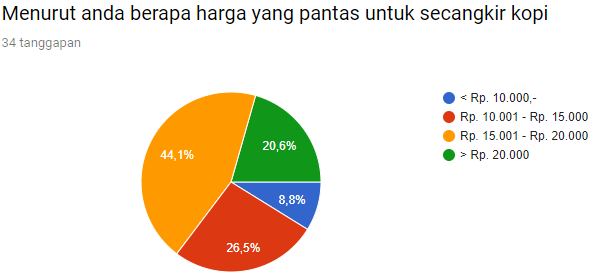 Menurut anda berapa harga yang pantas untuk secangkir kopi
34 tanggapan
< Rp. 10.000,-
Rp. 10.001 - Rp. 15.000
Rp. 15.001 - Rp. 20.000
> Rp. 20.000
44,1%
20,6%
8,8%
26,5%